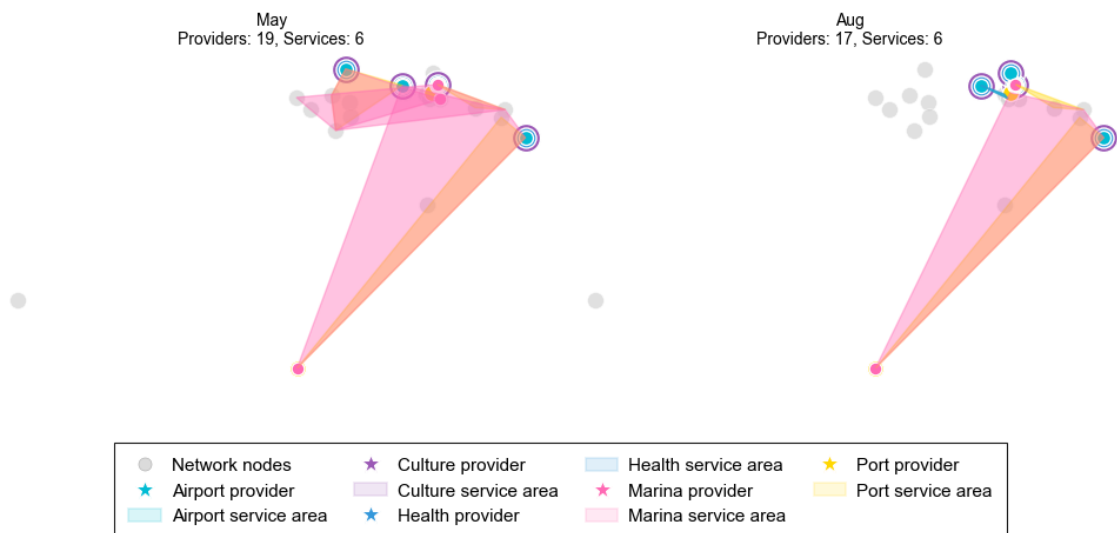 May
Providers: 19, Services: 6
Aug
Providers: 17, Services: 6
Network nodes
Airport provider
Airport service area
Culture provider
Culture service area
Health provider
Health service area
Marina provider
Marina service area
Port provider
Port service area